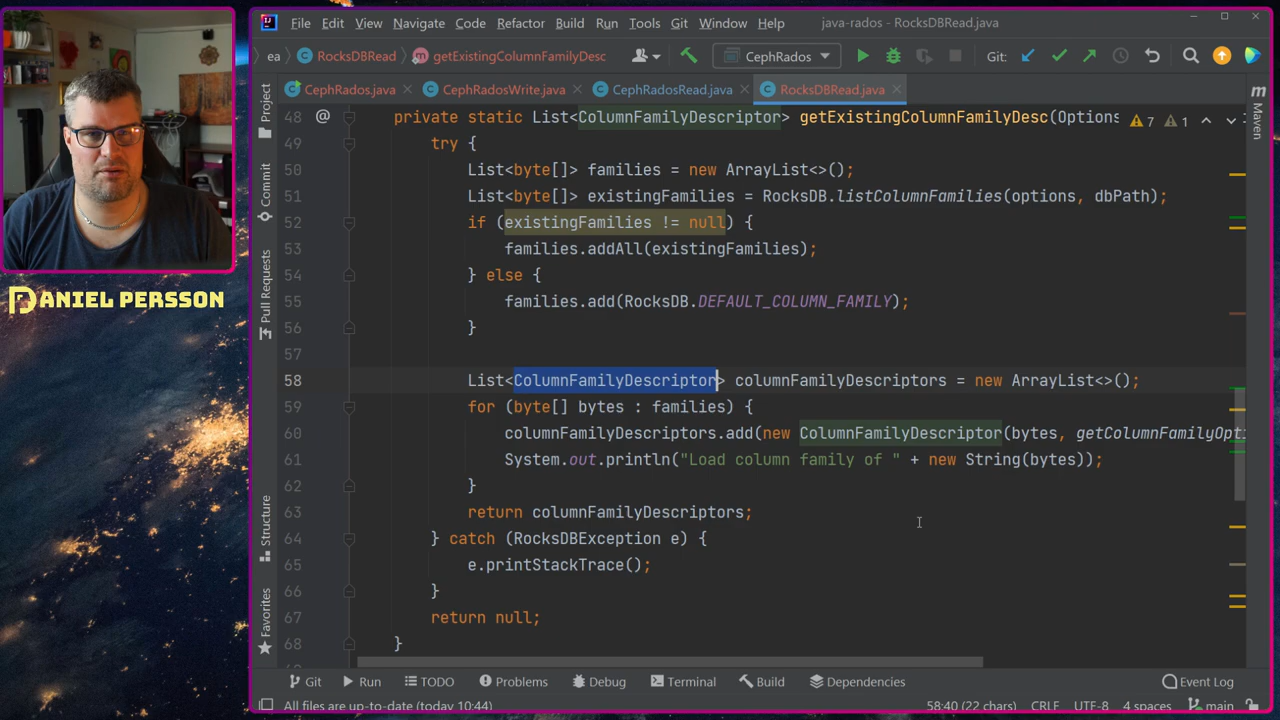 File Edit View Navigate Code Refactor Build Run Tools Git Window Help java-rados - RocksDBRead.java
ea RocksDBRead getExistingColumnFamilyDesc CephRados Git:
CephRados.java CephRadosWrite.java CephRadosRead.java RocksDBRead.java
DANIEL PERSSON
Project
Commit
Pull Requests
Structure
Favorites
m
Maven
7 1
48 @ private static List<ColumnFamilyDescriptor> getExistingColumnFamilyDesc(Options
49 try {
50 List<byte[]> families = new ArrayList<>();
51 List<byte[]> existingFamilies = RocksDB.listColumnFamilies(options, dbPath);
52 if (existingFamilies != null) {
53 families.addAll(existingFamilies);
54 } else {
55 families.add(RocksDB.DEFAULT_COLUMN_FAMILY);
56 }
57
58 List<ColumnFamilyDescriptor> columnFamilyDescriptors = new ArrayList<>();
59 for (byte[] bytes : families) {
60 columnFamilyDescriptors.add(new ColumnFamilyDescriptor(bytes, getColumnFamilyOpti
61 System.out.println("Load column family of " + new String(bytes));
62 }
63 return columnFamilyDescriptors;
64 } catch (RocksDBException e) {
65 e.printStackTrace();
66 }
67 return null;
68 }
Git Run TODO Problems Debug Terminal Build Dependencies Event Log
All files are up-to-date (today 10:44) 58:40 (22 chars) CRLF UTF-8 4 spaces main